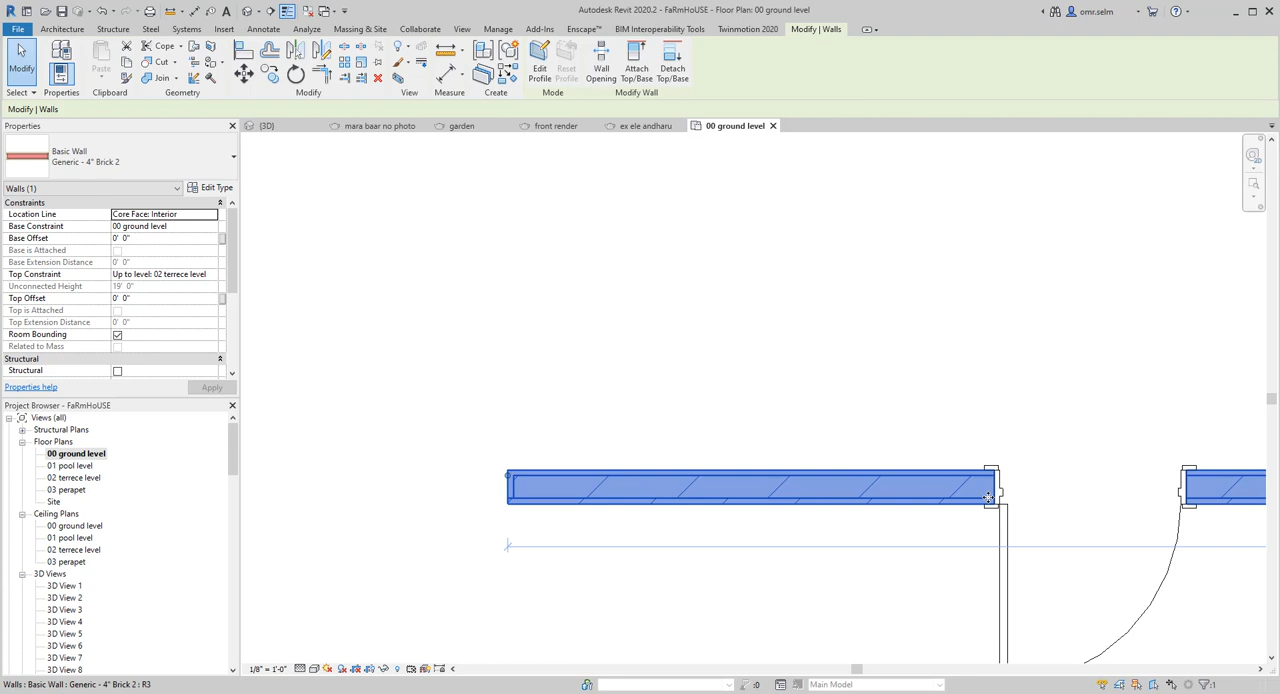 Autodesk Revit 2020.2 - FaRmHoUSE - Floor Plan: 00 ground level
omr.selm
File Architecture Structure Steel Systems Insert Annotate Analyze Massing & Site Collaborate View Manage Add-Ins Enscape™ BIM Interoperability Tools Twinmotion 2020 Modify | Walls
Modify Paste Cope Cut Join Edit Profile Reset Profile Wall Opening Attach Top/Base Detach Top/Base
Select Properties Clipboard Geometry Modify View Measure Create Mode Modify Wall
Modify | Walls
Properties {3D} mara baar no photo garden front render ex ele andharu 00 ground level
Basic Wall
Generic - 4" Brick 2
Walls (1) Edit Type
Constraints
Location Line Core Face: Interior
Base Constraint 00 ground level
Base Offset 0' 0"
Base is Attached
Base Extension Distance 0' 0"
Top Constraint Up to level: 02 terrece level
Unconnected Height 19' 0"
Top Offset 0' 0"
Top is Attached
Top Extension Distance 0' 0"
Room Bounding
Related to Mass
Structural
Structural
Properties help Apply
Project Browser - FaRmHoUSE
Views (all)
Structural Plans
Floor Plans
00 ground level
01 pool level
02 terrece level
03 perapet
Site
Ceiling Plans
00 ground level
01 pool level
02 terrece level
03 perapet
3D Views
3D View 1
3D View 2
3D View 3
3D View 4
3D View 5
3D View 6
3D View 7
3D View 8
1/8" = 1'-0"
Walls : Basic Wall : Generic - 4" Brick 2 : R3 :0 Main Model :1